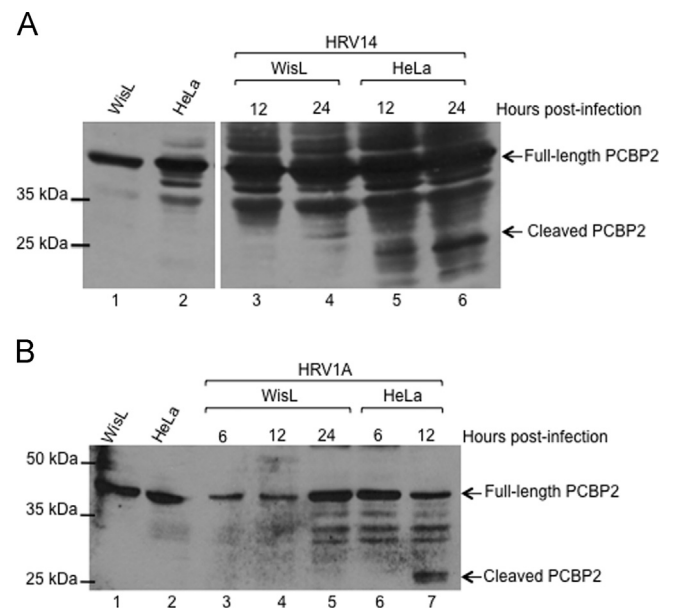 A
HRV14
WisL HeLa
WisL HeLa 12 24 12 24 Hours post-infection
Full-length PCBP2
35 kDa
Cleaved PCBP2
25 kDa
1 2 3 4 5 6
B
HRV1A
WisL HeLa
WisL HeLa 6 12 24 6 12 Hours post-infection
50 kDa
Full-length PCBP2
35 kDa
25 kDa Cleaved PCBP2
1 2 3 4 5 6 7